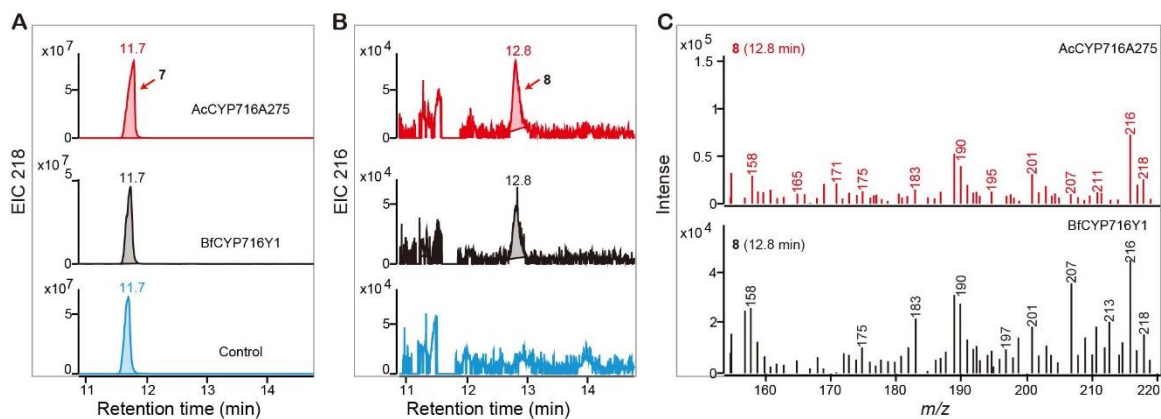 A
EIC 218
x10⁷
11.7
7
5
0
AcCYP716A275
x10⁷
11.7
5
0
BfCYP716Y1
x10⁷
11.7
5
0
Control
11 12 13 14
Retention time (min)
B
EIC 216
x10⁴
12.8
8
5
0
x10⁴
12.8
5
0
x10⁴
5
0
11 12 13 14
Retention time (min)
C
Intense
x10⁵
8 (12.8 min)
AcCYP716A275
1.5
1
0.5
0
158 165 171 175 183 190 195 201 207 211 216 218
x10⁴
8 (12.8 min)
BfCYP716Y1
4
2
0
158 175 183 190 197 201 207 213 216 218
160 170 180 190 200 210 220
m/z